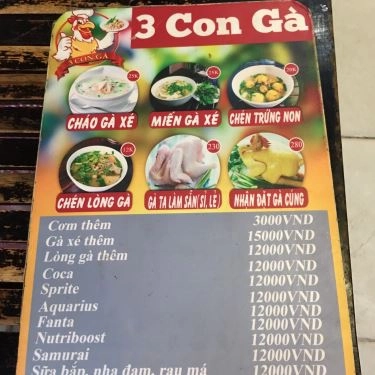 3 Con Gà
3 CON GÀ
25K
25K
20K
CHÁO GÀ XÉ
MIẾN GÀ XÉ
CHÉN TRỨNG NON
12K
230
280
CHÉN LÒNG GÀ
GÀ TA LÀM SẲN(SỈ, LẺ)
NHẬN ĐẶT GÀ CÚNG
Cơm thêm 3000VND
Gà xé thêm 15000VND
Lòng gà thêm 12000VND
Coca 12000VND
Sprite 12000VND
Aquarius 12000VND
Fanta 12000VND
Nutriboost 12000VND
Samurai 12000VND
Sữa bắp, nha đam, rau má 12000VND